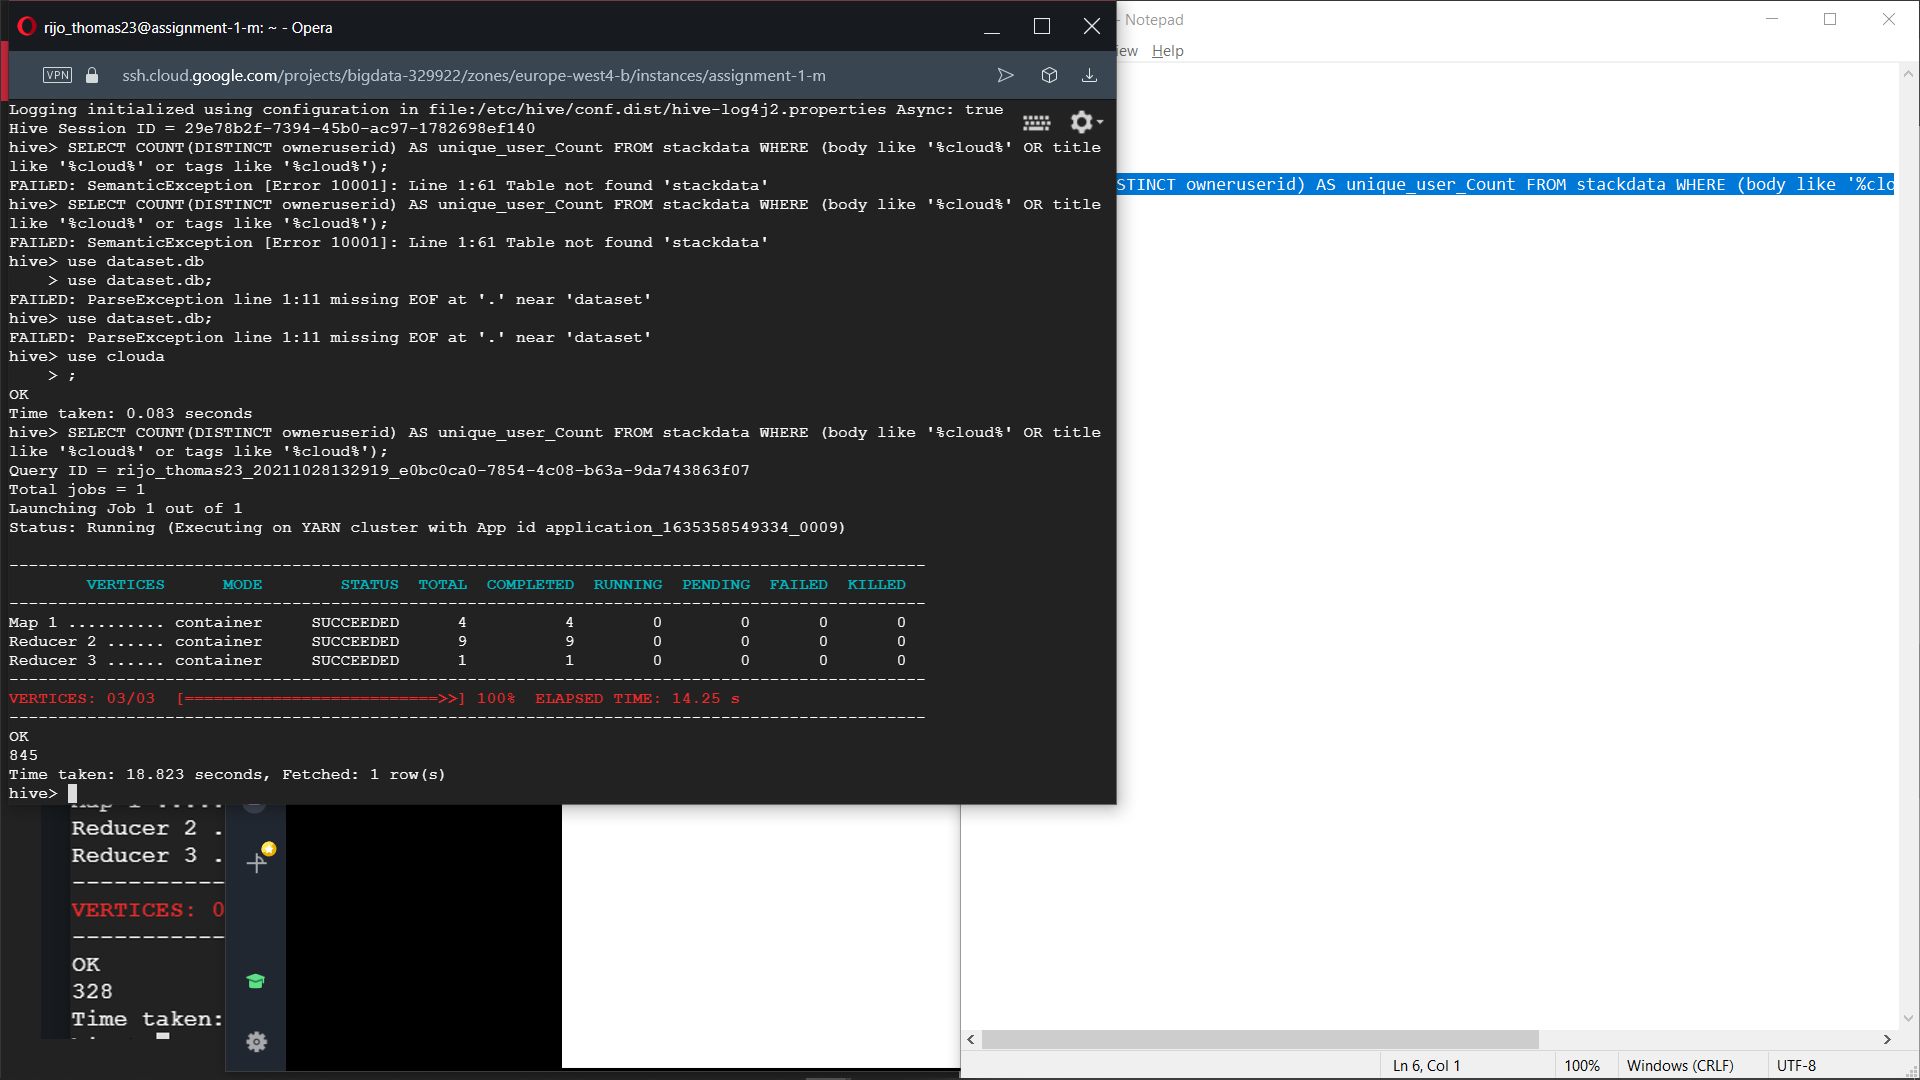 rijo_thomas23@assignment-1-m: ~ - Opera
VPN
ssh.cloud.google.com/projects/bigdata-329922/zones/europe-west4-b/instances/assignment-1-m
Logging initialized using configuration in file:/etc/hive/conf.dist/hive-log4j2.properties Async: true
Hive Session ID = 29e78b2f-7394-45b0-ac97-1782698ef140
hive> SELECT COUNT(DISTINCT owneruserid) AS unique_user_Count FROM stackdata WHERE (body like '%cloud%' OR title
like '%cloud%' or tags like '%cloud%');
FAILED: SemanticException [Error 10001]: Line 1:61 Table not found 'stackdata'
hive> SELECT COUNT(DISTINCT owneruserid) AS unique_user_Count FROM stackdata WHERE (body like '%cloud%' OR title
like '%cloud%' or tags like '%cloud%');
FAILED: SemanticException [Error 10001]: Line 1:61 Table not found 'stackdata'
hive> use dataset.db
    > use dataset.db;
FAILED: ParseException line 1:11 missing EOF at '.' near 'dataset'
hive> use dataset.db;
FAILED: ParseException line 1:11 missing EOF at '.' near 'dataset'
hive> use clouda
    > ;
OK
Time taken: 0.083 seconds
hive> SELECT COUNT(DISTINCT owneruserid) AS unique_user_Count FROM stackdata WHERE (body like '%cloud%' OR title
like '%cloud%' or tags like '%cloud%');
Query ID = rijo_thomas23_20211028132919_e0bc0ca0-7854-4c08-b63a-9da743863f07
Total jobs = 1
Launching Job 1 out of 1
Status: Running (Executing on YARN cluster with App id application_1635358549334_0009)
----------------------------------------------------------------------------------------------
VERTICES MODE STATUS TOTAL COMPLETED RUNNING PENDING FAILED KILLED
----------------------------------------------------------------------------------------------
Map 1 .......... container SUCCEEDED 4 4 0 0 0 0
Reducer 2 ...... container SUCCEEDED 9 9 0 0 0 0
Reducer 3 ...... container SUCCEEDED 1 1 0 0 0 0
----------------------------------------------------------------------------------------------
VERTICES: 03/03 [==========================>>] 100% ELAPSED TIME: 14.25 s
----------------------------------------------------------------------------------------------
OK
845
Time taken: 18.823 seconds, Fetched: 1 row(s)
hive>
Reducer 2 .
Reducer 3 .
-----------
VERTICES: 0
-----------
OK
328
Time taken:
- Notepad
iew Help
STINCT owneruserid) AS unique_user_Count FROM stackdata WHERE (body like '%clo
Ln 6, Col 1
100%
Windows (CRLF)
UTF-8